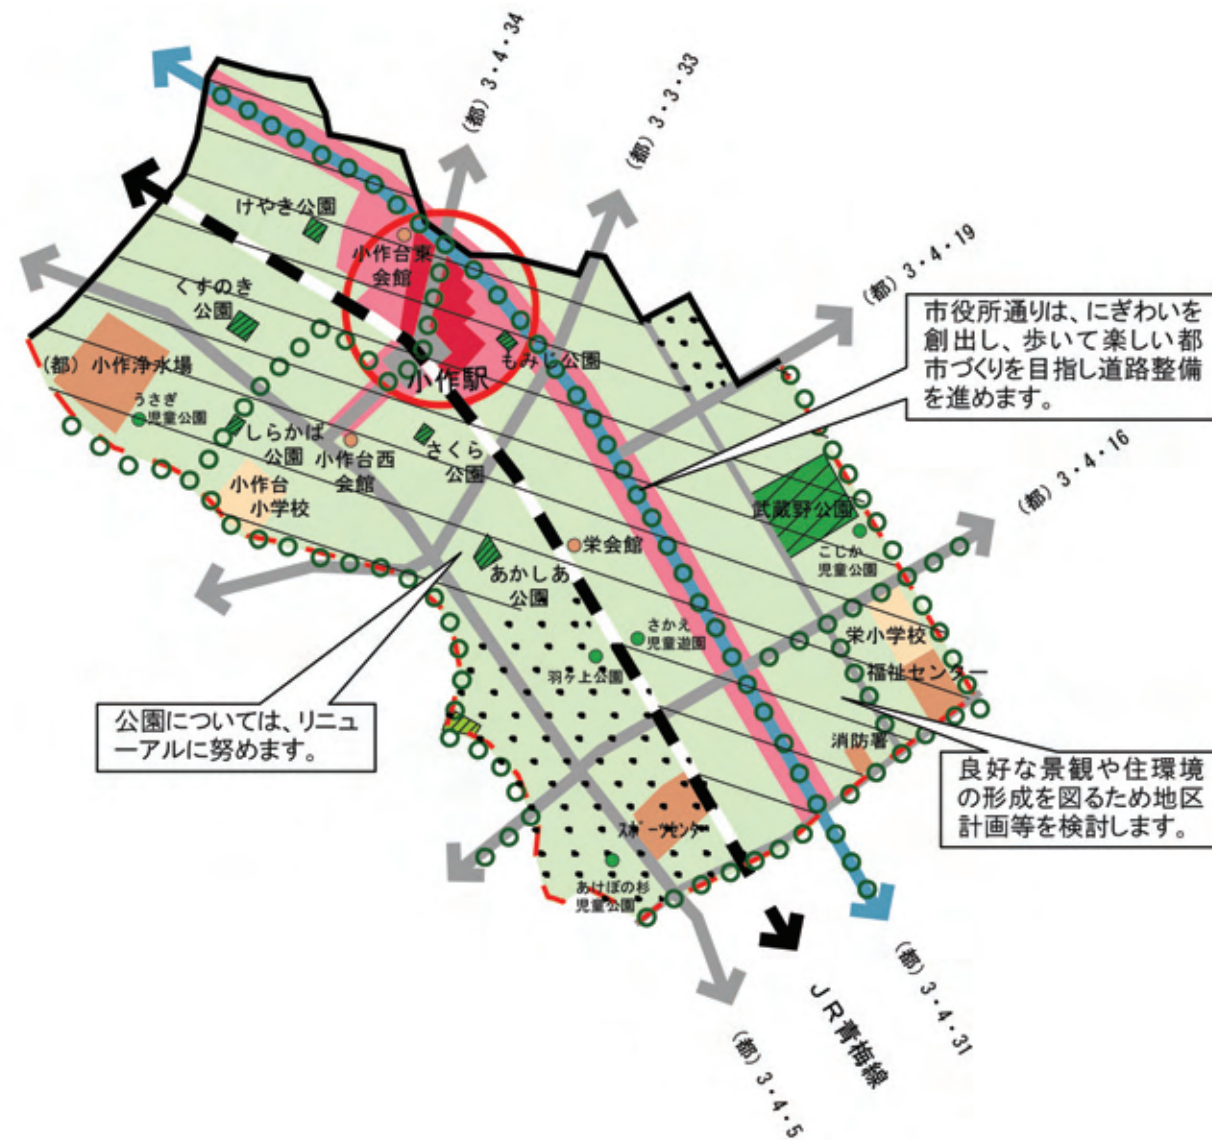 (都) 3・4・34
(都) 3・3・33
(都) 3・4・19
けやき公園
小作台東
会館
くすのき
公園
市役所通りは、にぎわいを
創出し、歩いて楽しい都
市づくりを目指し道路整備
を進めます。
(都) 小作浄水場
もみじ公園
小作駅
うさぎ
児童公園
しらかば
公園
小作台西
会館
さくら
公園
(都) 3・4・16
小作台
小学校
武蔵野公園
栄会館
こじか
児童公園
あかしあ
公園
さかえ
児童遊園
栄小学校
羽ヶ上公園
福祉センター
公園については、リニュ
ーアルに努めます。
消防署
良好な景観や住環境
の形成を図るため地区
計画等を検討します。
スポーツセンター
あけぼの杉
児童公園
(都) 3・4・31
JR青梅線
(都) 3・4・5